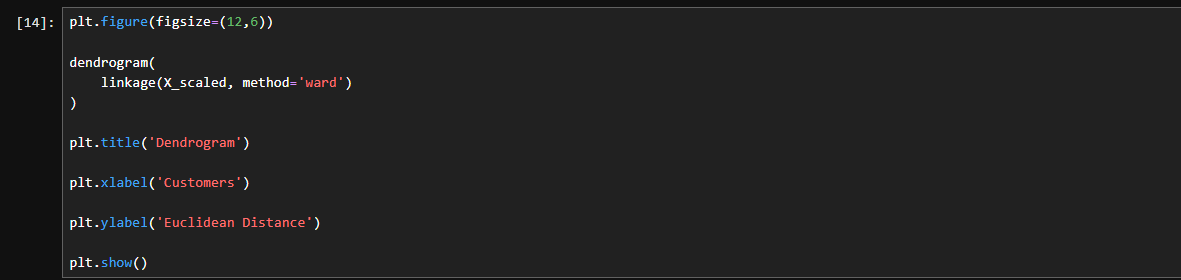 [14]: plt.figure(figsize=(12,6))
dendrogram(
    linkage(X_scaled, method='ward')
)
plt.title('Dendrogram')
plt.xlabel('Customers')
plt.ylabel('Euclidean Distance')
plt.show()